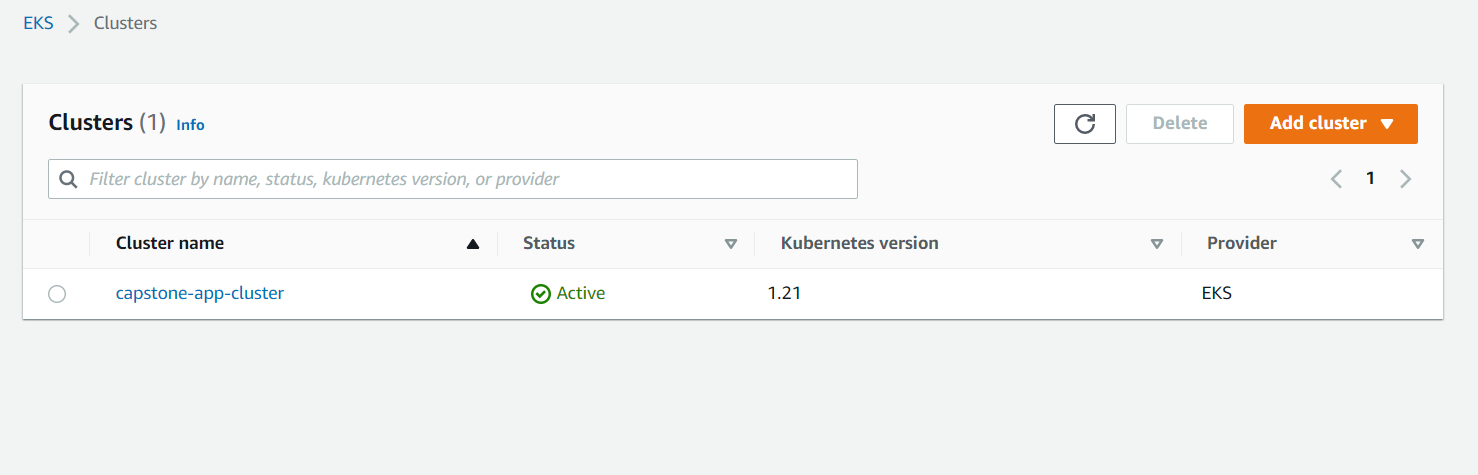 EKS Clusters
Clusters (1) Info
Delete
Add cluster
Filter cluster by name, status, kubernetes version, or provider
1
Cluster name Status Kubernetes version Provider
capstone-app-cluster Active 1.21 EKS